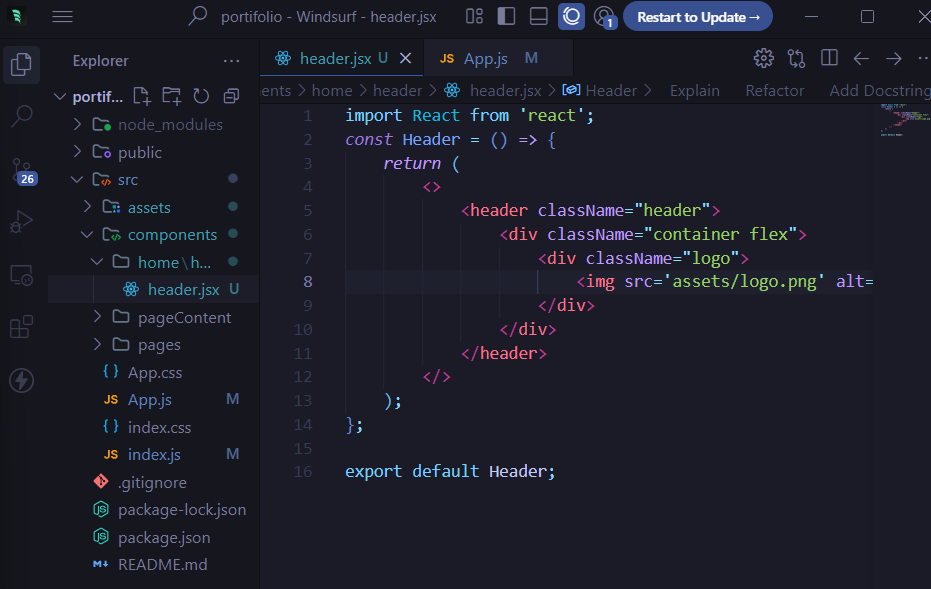 portifolio - Windsurf - header.jsx
1
Restart to Update →
Explorer
header.jsx U
JS App.js M
portif...
ents > home > header > header.jsx > Header > Explain Refactor Add Docstring
node_modules
public
src
26
assets
components
home\h...
header.jsx U
pageContent
pages
{} App.css
JS App.js M
{} index.css
JS index.js M
.gitignore
JS package-lock.json
JS package.json
M↓ README.md
1 import React from 'react';
2 const Header = () => {
3 return (
4 <>
5 <header className="header">
6 <div className="container flex">
7 <div className="logo">
8 <img src='assets/logo.png' alt=
9 </div>
10 </div>
11 </header>
12 </>
13 );
14 };
15
16 export default Header;